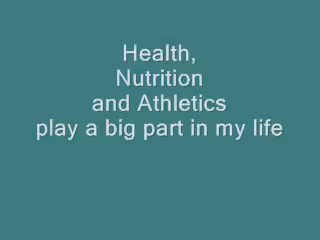 Health,
Nutrition
and Athletics
play a big part in my life